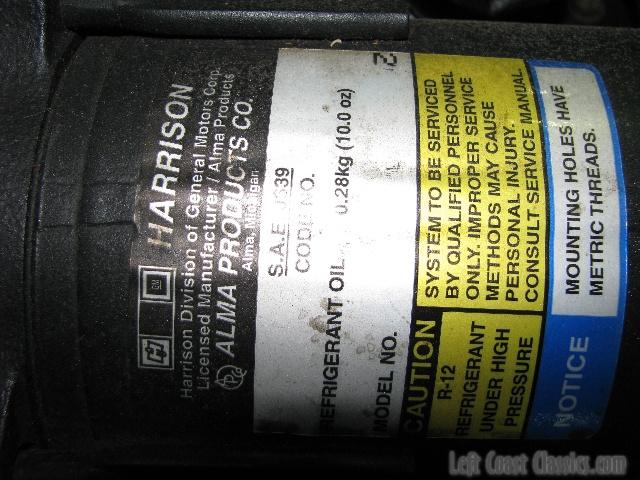 HARRISON
Harrison Division of General Motors Corp.
Licensed Manufacturer / Alma Products
ALMA PRODUCTS CO.
Alma, Michigan
S.A.E. J639
CODE NO.
REFRIGERANT OIL 0.28kg (10.0 oz)
MODEL NO.
CAUTION
R-12
REFRIGERANT
UNDER HIGH
PRESSURE
SYSTEM TO BE SERVICED
BY QUALIFIED PERSONNEL
ONLY. IMPROPER SERVICE
METHODS MAY CAUSE
PERSONAL INJURY.
CONSULT SERVICE MANUAL
NOTICE
MOUNTING HOLES HAVE
METRIC THREADS.
Left Coast Classics.com